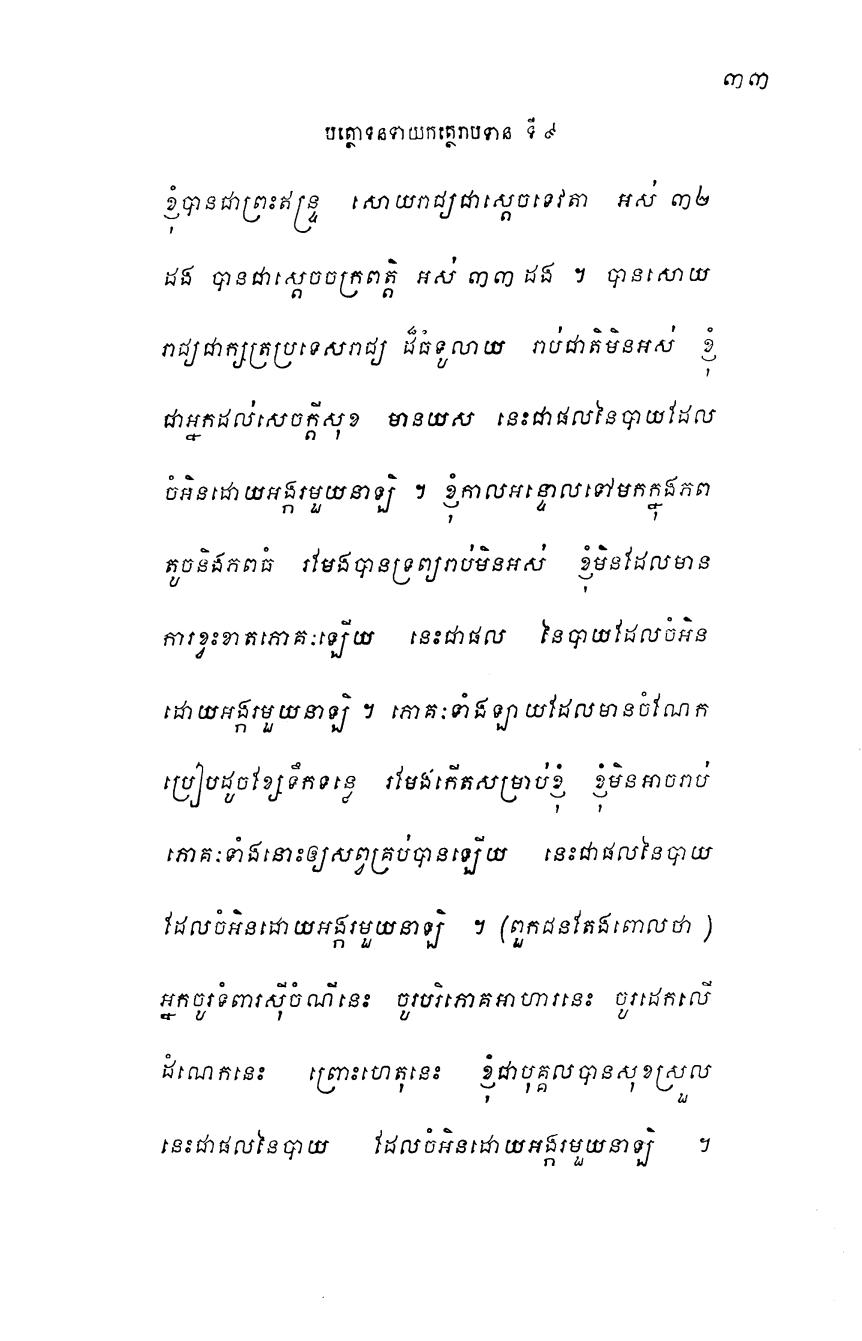 ៣៣
បត្ថោទនទាយកត្ថេរាបទាន ទី ៩
ខ្ញុំបានជាព្រះឥន្ទ្រ សោយរាជ្យជាស្តេចទេវតា អស់ ៣២
ដង បានជាស្តេចចក្រពត្តិ អស់ ៣៣ ដង ។ បានសោយ
រាជ្យជាក្សត្រប្រទេសរាជ្យ ដ៏ធំទូលាយ រាប់ជាតិមិនអស់ ខ្ញុំ
ជាអ្នកដល់សេចក្តីសុខ មានយស នេះជាផលនៃបាយដែល
ចំអិនដោយអង្ករមួយនាឡិ ។ ខ្ញុំកាលអន្ទោលទៅមកក្នុងភព
តូចនិងភពធំ រមែងបានទ្រព្យរាប់មិនអស់ ខ្ញុំមិនដែលមាន
ការខ្វះខាតភោគៈឡើយ នេះជាផល នៃបាយដែលចំអិន
ដោយអង្ករមួយនាឡិ ។ ភោគៈទាំងឡាយដែលមានចំណែក
ប្រៀបដូចខ្សែទឹកទន្លេ រមែងកើតសម្រាប់ខ្ញុំ ខ្ញុំមិនអាចរាប់
ភោគៈទាំងនោះឲ្យសព្វគ្រប់បានឡើយ នេះជាផលនៃបាយ
ដែលចំអិនដោយអង្ករមួយនាឡិ ។ (ពួកជនតែងពោលថា )
អ្នកចូរទំពារស៊ីចំណីនេះ ចូរបរិភោគអាហារនេះ ចូរដេកលើ
ដំណេកនេះ ព្រោះហេតុនេះ ខ្ញុំជាបុគ្គលបានសុខស្រួល
នេះជាផលនៃបាយ ដែលចំអិនដោយអង្ករមួយនាឡិ ។